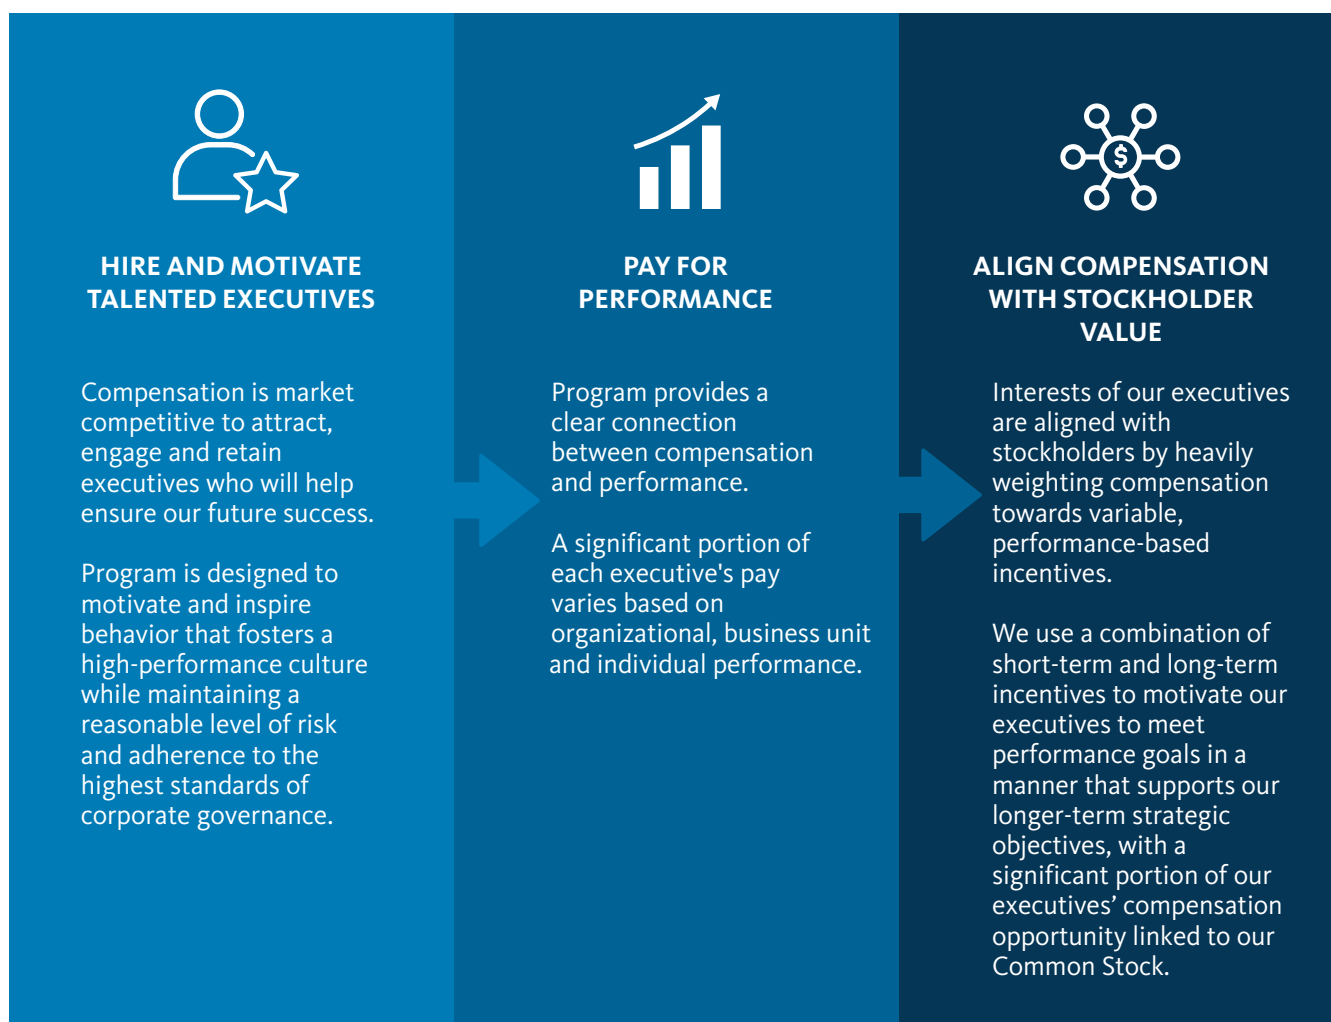 $
HIRE AND MOTIVATE
TALENTED EXECUTIVES
Compensation is market
competitive to attract,
engage and retain
executives who will help
ensure our future success.
Program is designed to
motivate and inspire
behavior that fosters a
high-performance culture
while maintaining a
reasonable level of risk
and adherence to the
highest standards of
corporate governance.
PAY FOR
PERFORMANCE
Program provides a
clear connection
between compensation
and performance.
A significant portion of
each executive's pay
varies based on
organizational, business unit
and individual performance.
ALIGN COMPENSATION
WITH STOCKHOLDER
VALUE
Interests of our executives
are aligned with
stockholders by heavily
weighting compensation
towards variable,
performance-based
incentives.
We use a combination of
short-term and long-term
incentives to motivate our
executives to meet
performance goals in a
manner that supports our
longer-term strategic
objectives, with a
significant portion of our
executives’ compensation
opportunity linked to our
Common Stock.